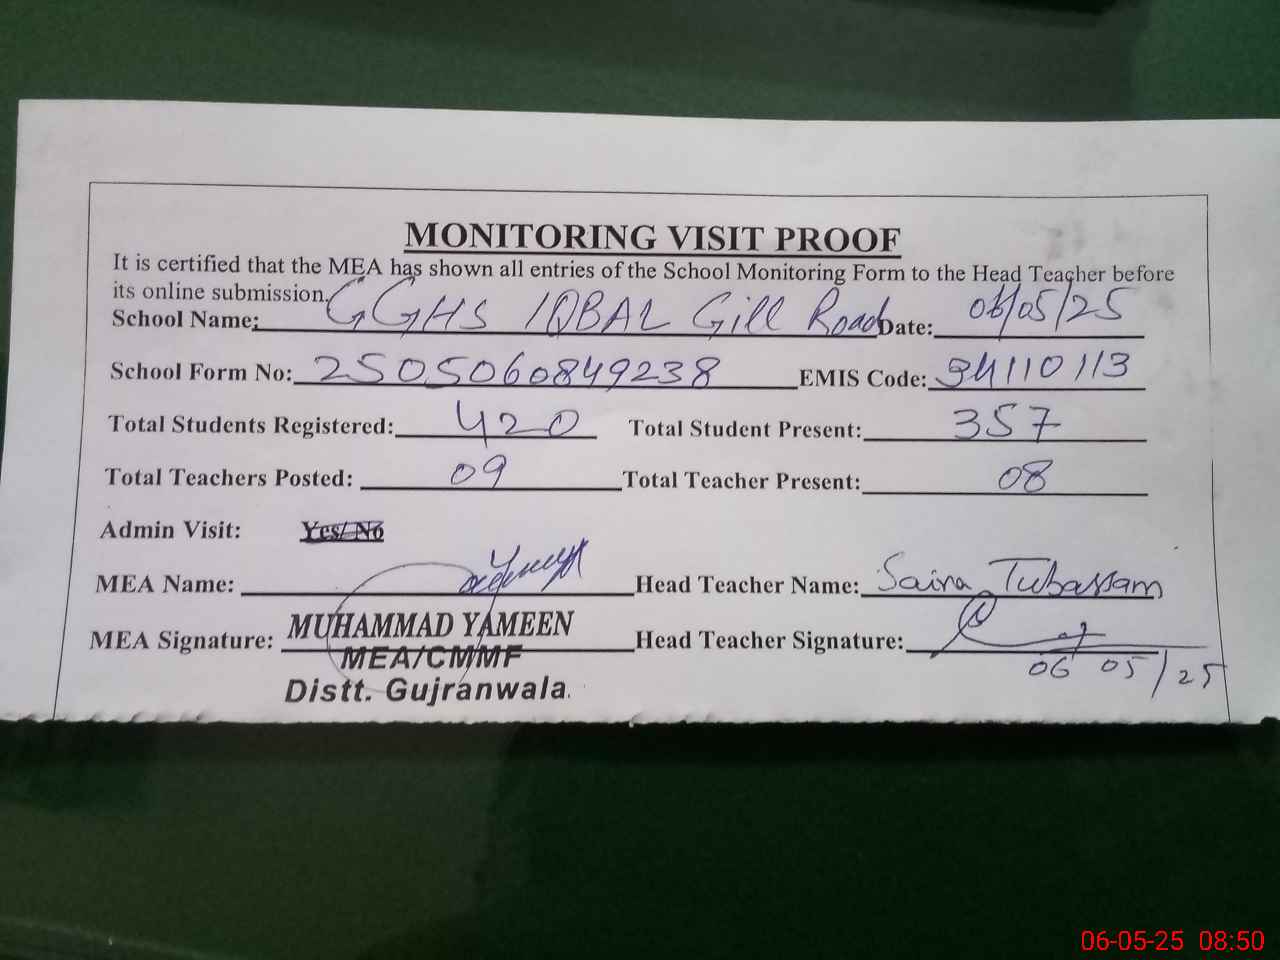 MONITORING VISIT PROOF
It is certified that the MEA has shown all entries of the School Monitoring Form to the Head Teacher before
its online submission.
School Name: GGHS IQBAL Gill Road Date: 06/05/25
School Form No: 2505060849238 EMIS Code: 34110113
Total Students Registered: 420 Total Student Present: 357
Total Teachers Posted: 09 Total Teacher Present: 08
Admin Visit: Yes/ No
MEA Name: Head Teacher Name: Saira Tubassam
MUHAMMAD YAMEEN
MEA Signature: Head Teacher Signature:
MEA/CMMF
06 05/25
Distt. Gujranwala.
06-05-25 08:50